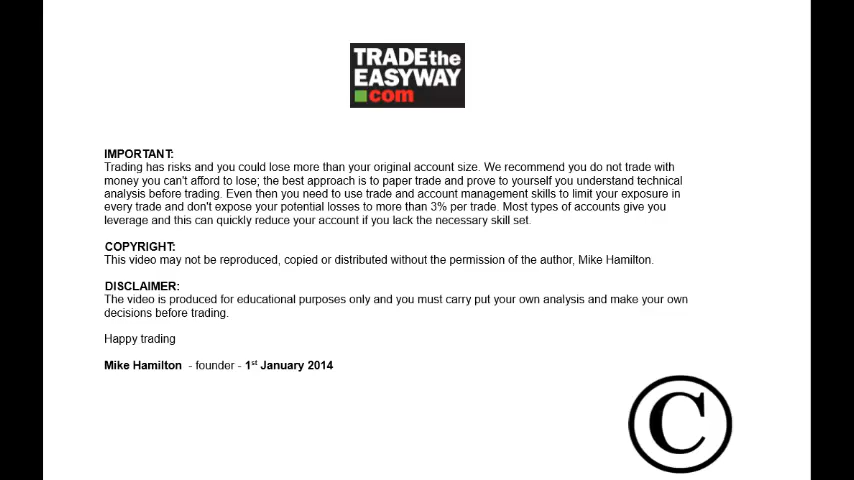 TRADEthe
EASYWAY
com
IMPORTANT:
Trading has risks and you could lose more than your original account size. We recommend you do not trade with
money you can't afford to lose; the best approach is to paper trade and prove to yourself you understand technical
analysis before trading. Even then you need to use trade and account management skills to limit your exposure in
every trade and don't expose your potential losses to more than 3% per trade. Most types of accounts give you
leverage and this can quickly reduce your account if you lack the necessary skill set.
COPYRIGHT:
This video may not be reproduced, copied or distributed without the permission of the author, Mike Hamilton.
DISCLAIMER:
The video is produced for educational purposes only and you must carry put your own analysis and make your own
decisions before trading.
Happy trading
Mike Hamilton - founder - 1st January 2014
©